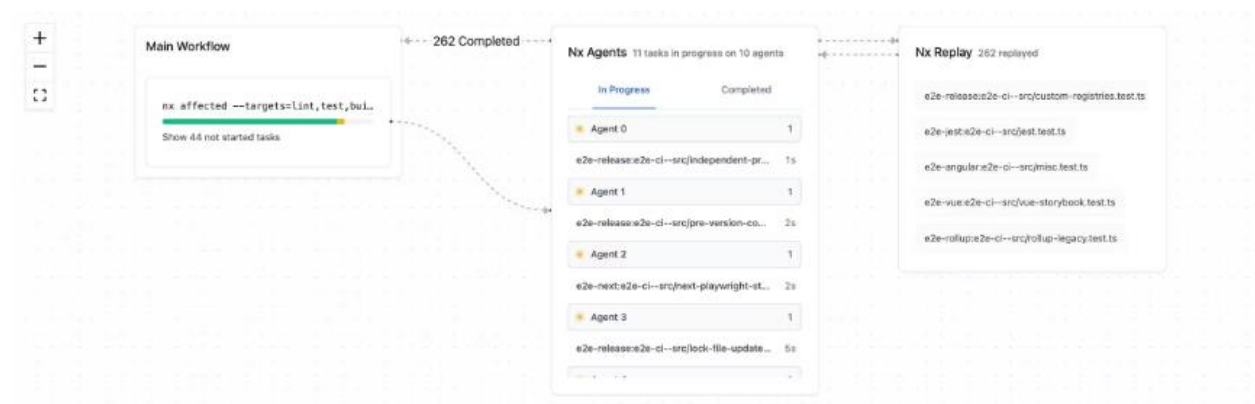 Main Workflow
nx affected --targets=lint,test,bui…
Show 44 not started tasks
262 Completed
Nx Agents 11 tasks in progress on 10 agents
In Progress Completed
Agent 0 1
e2e-release:e2e-ci--src/independent-pr... 1s
Agent 1 1
e2e-release:e2e-ci--src/pre-version-co... 2s
Agent 2 1
e2e-next:e2e-ci--src/next-playwright-st... 2s
Agent 3 1
e2e-release:e2e-ci--src/lock-file-update... 5s
Nx Replay 262 replayed
e2e-release:e2e-ci--src/custom-registries.test.ts
e2e-jest:e2e-ci--src/jest.test.ts
e2e-angular:e2e-ci--src/misc.test.ts
e2e-vue:e2e-ci--src/vue-storybook.test.ts
e2e-rollup:e2e-ci--src/rollup-legacy.test.ts